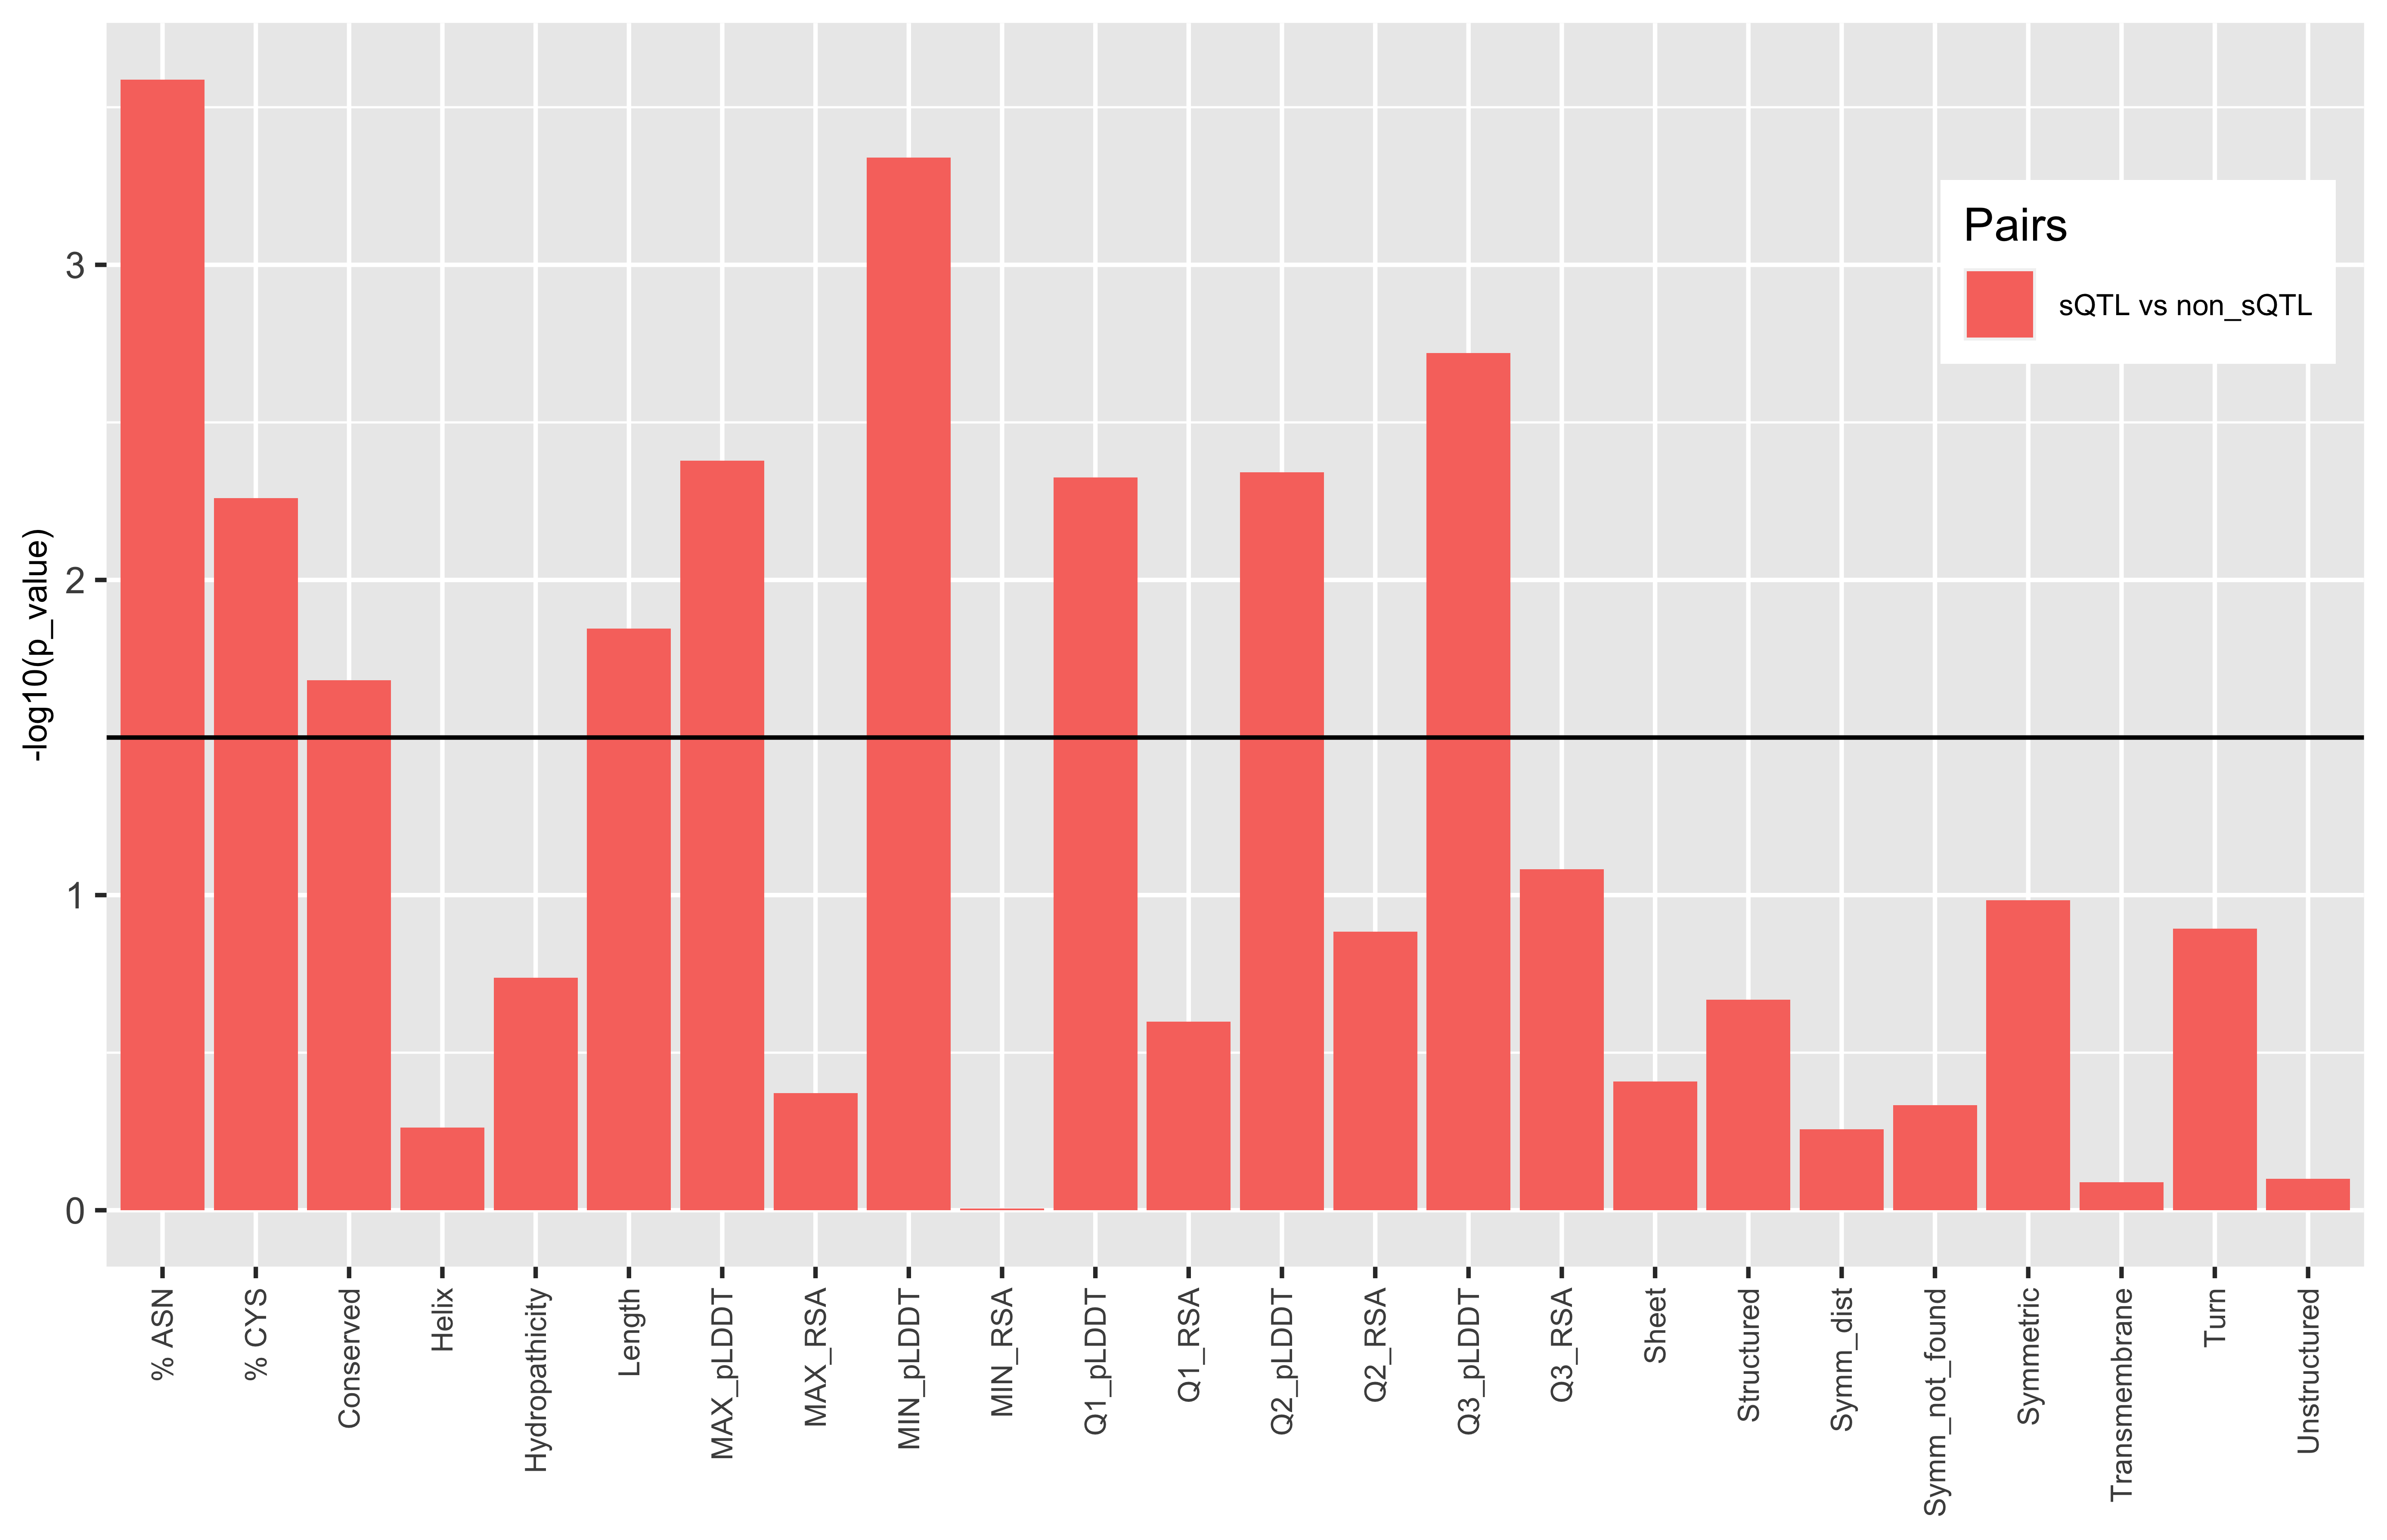 -log10(p_value)
3
2
1
0
Pairs
sQTL vs non_sQTL
% ASN
% CYS
Conserved
Helix
Hydropathicity
Length
MAX_pLDDT
MAX_RSA
MIN_pLDDT
MIN_RSA
Q1_pLDDT
Q1_RSA
Q2_pLDDT
Q2_RSA
Q3_pLDDT
Q3_RSA
Sheet
Structured
Symm_dist
Symm_not_found
Symmetric
Transmembrane
Turn
Unstructured